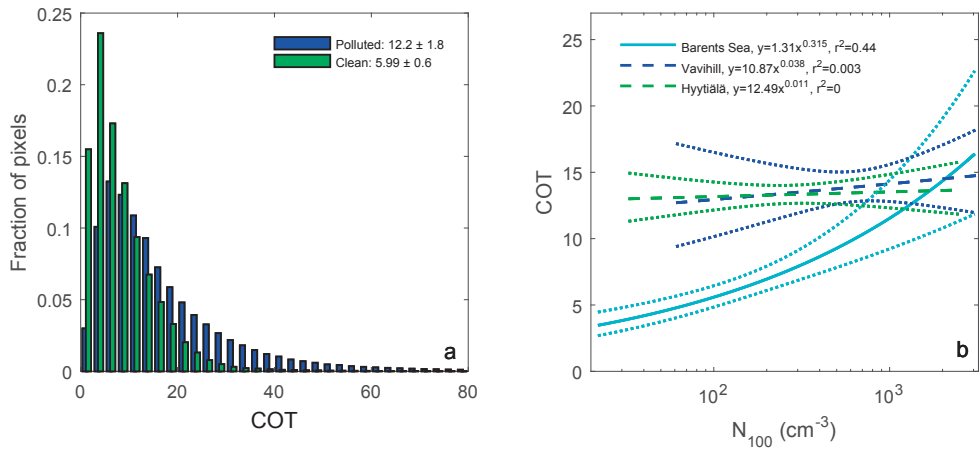 0.25
0.2
0.15
0.1
0.05
0
Fraction of pixels
Polluted: 12.2 ± 1.8
Clean: 5.99 ± 0.6
a
0 20 40 60 80
COT
25
20
15
10
5
0
COT
Barents Sea, y=1.31x^0.315, r²=0.44
Vavihill, y=10.87x^0.038, r²=0.003
Hyytiälä, y=12.49x^0.011, r²=0
b
10² 10³
N₁₀₀ (cm⁻³)